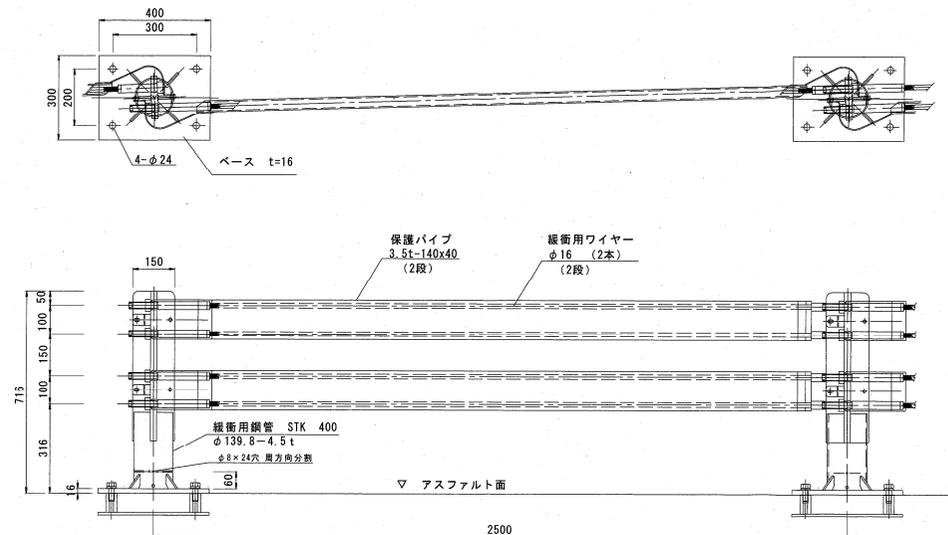 400
300
300
200
4-φ24
ベース t=16
保護パイプ
3.5t-140x40
(2段)
緩衝用ワイヤー
φ16 (2本)
(2段)
150
50
100
150
100
716
316
緩衝用鋼管 STK 400
φ139.8-4.5t
φ8×24穴 周方向分割
60
16
▽ アスファルト面
2500